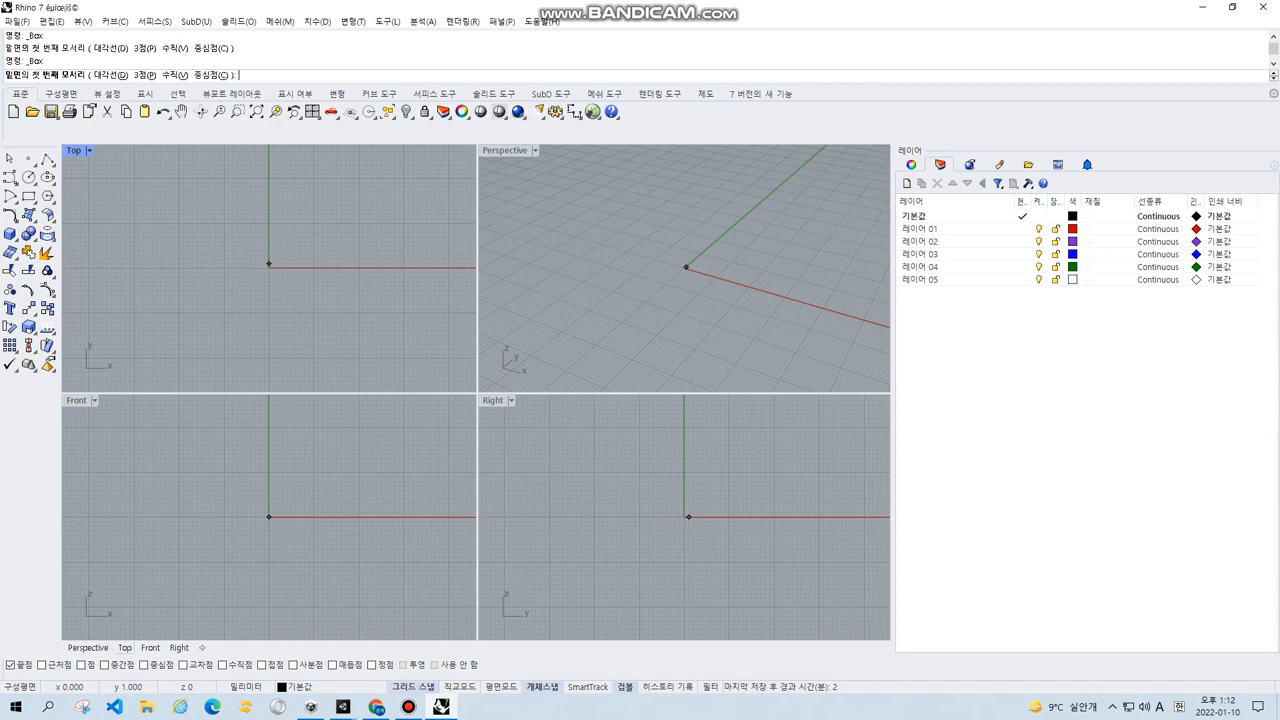 www.BANDICAM.com
Rhino 7
파일(F) 편집(E) 뷰(V) 커브(C) 서피스(S) SubD(U) 솔리드(O) 메쉬(M) 치수(D) 변형(T) 도구(L) 분석(A) 렌더링(R) 패널(P) 도움말(H)
명령: _Box
밑면의 첫 번째 모서리 ( 대각선(D) 3점(P) 수직(V) 중심점(C) )
명령: _Box
밑면의 첫 번째 모서리 ( 대각선(D) 3점(P) 수직(V) 중심점(C) ):
표준 구성평면 뷰 설정 표시 선택 뷰포트 레이아웃 표시 여부 변형 커브 도구 서피스 도구 솔리드 도구 SubD 도구 메쉬 도구 렌더링 도구 제도 7 버전의 새 기능
Top
Perspective
레이어
레이어 현.. 켜.. 잠.. 색 재질 선종류 인.. 인쇄 너비
기본값 Continuous 기본값
레이어 01 Continuous 기본값
레이어 02 Continuous 기본값
레이어 03 Continuous 기본값
레이어 04 Continuous 기본값
레이어 05 Continuous 기본값
y
x
z
y
x
Front
Right
z
x
z
y
Perspective Top Front Right
끝점 근처점 점 중간점 중심점 교차점 수직점 접점 사분점 매듭점 정점 투영 사용 안 함
구성평면 x 0.000 y 1.000 z 0 밀리미터 기본값 그리드 스냅 직교모드 평면모드 개체스냅 SmartTrack 검볼 히스토리 기록 필터 마지막 저장 후 경과 시간(분): 2
9°C 실안개 A 한 오후 1:12
2022-01-10